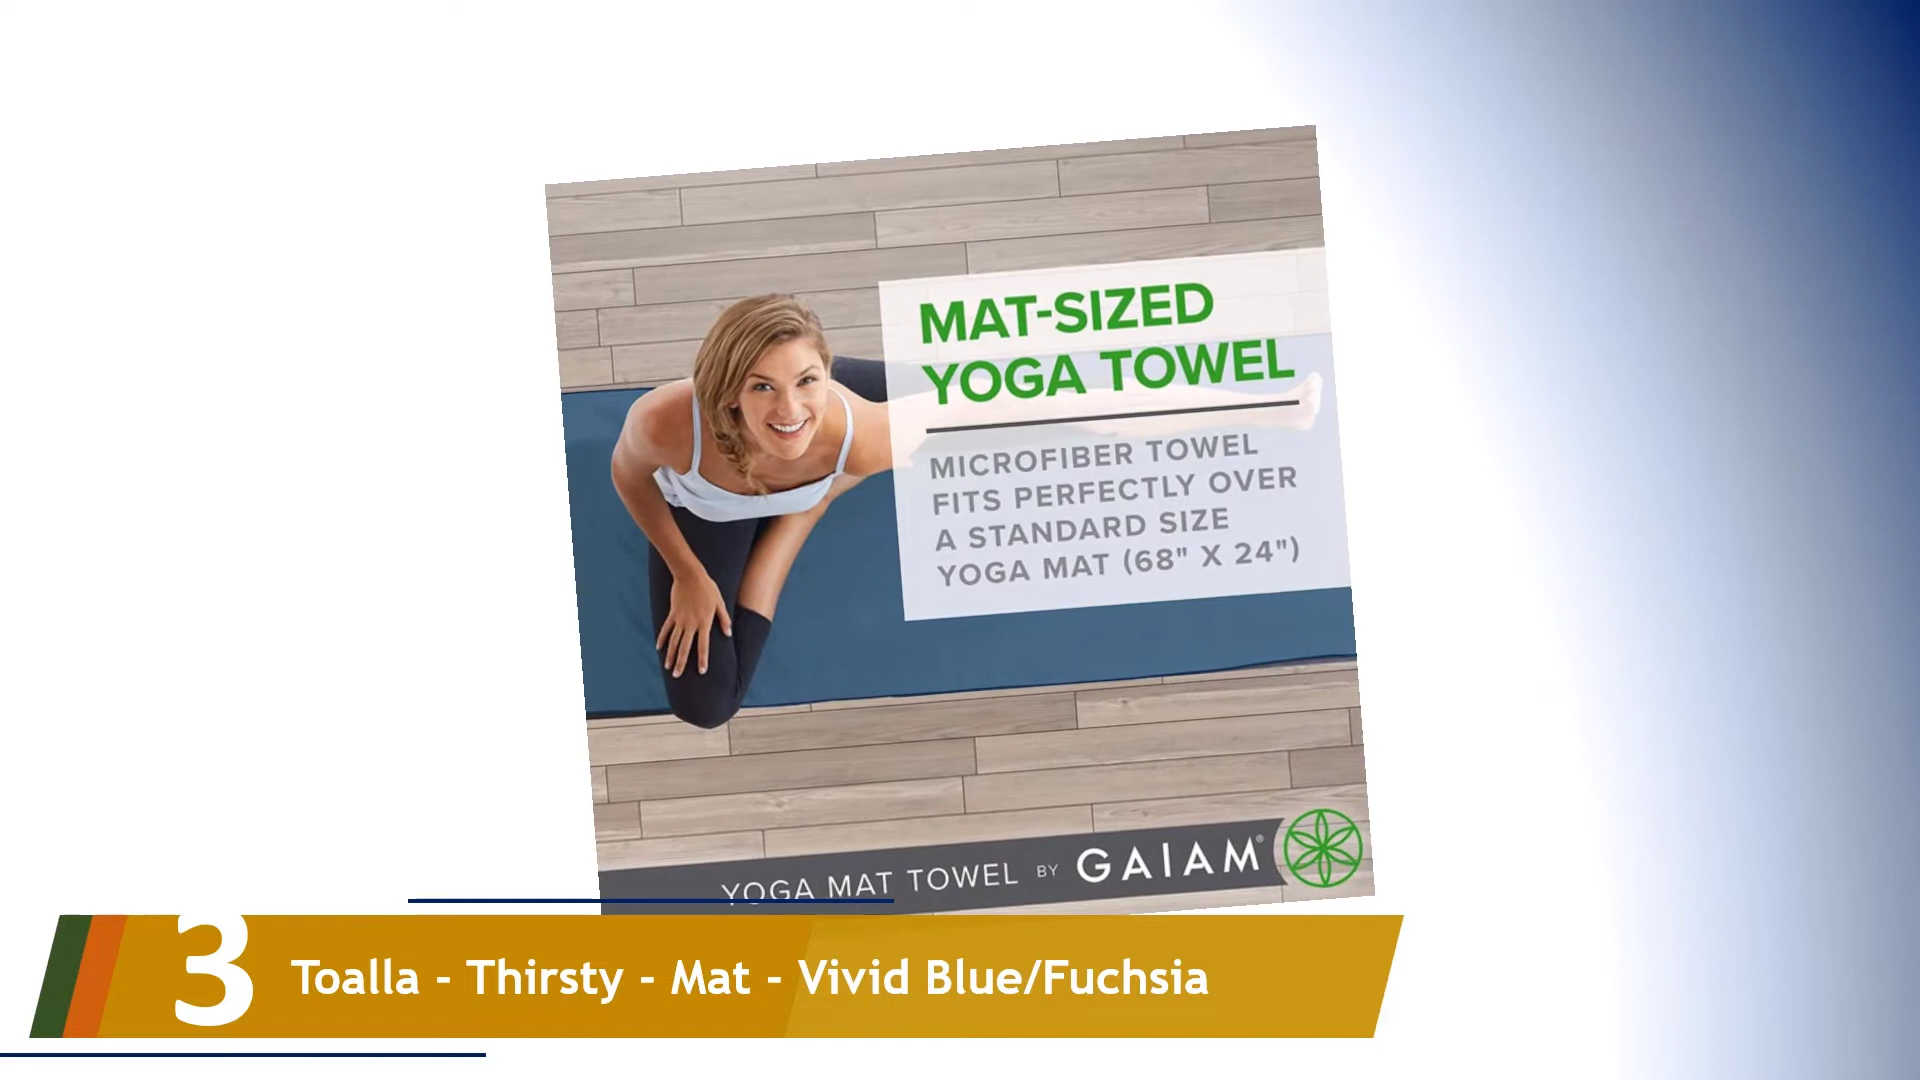 MAT-SIZED
YOGA TOWEL
MICROFIBER TOWEL
FITS PERFECTLY OVER
A STANDARD SIZE
YOGA MAT (68" X 24")
YOGA MAT TOWEL BY GAIAM®
3 Toalla - Thirsty - Mat - Vivid Blue/Fuchsia